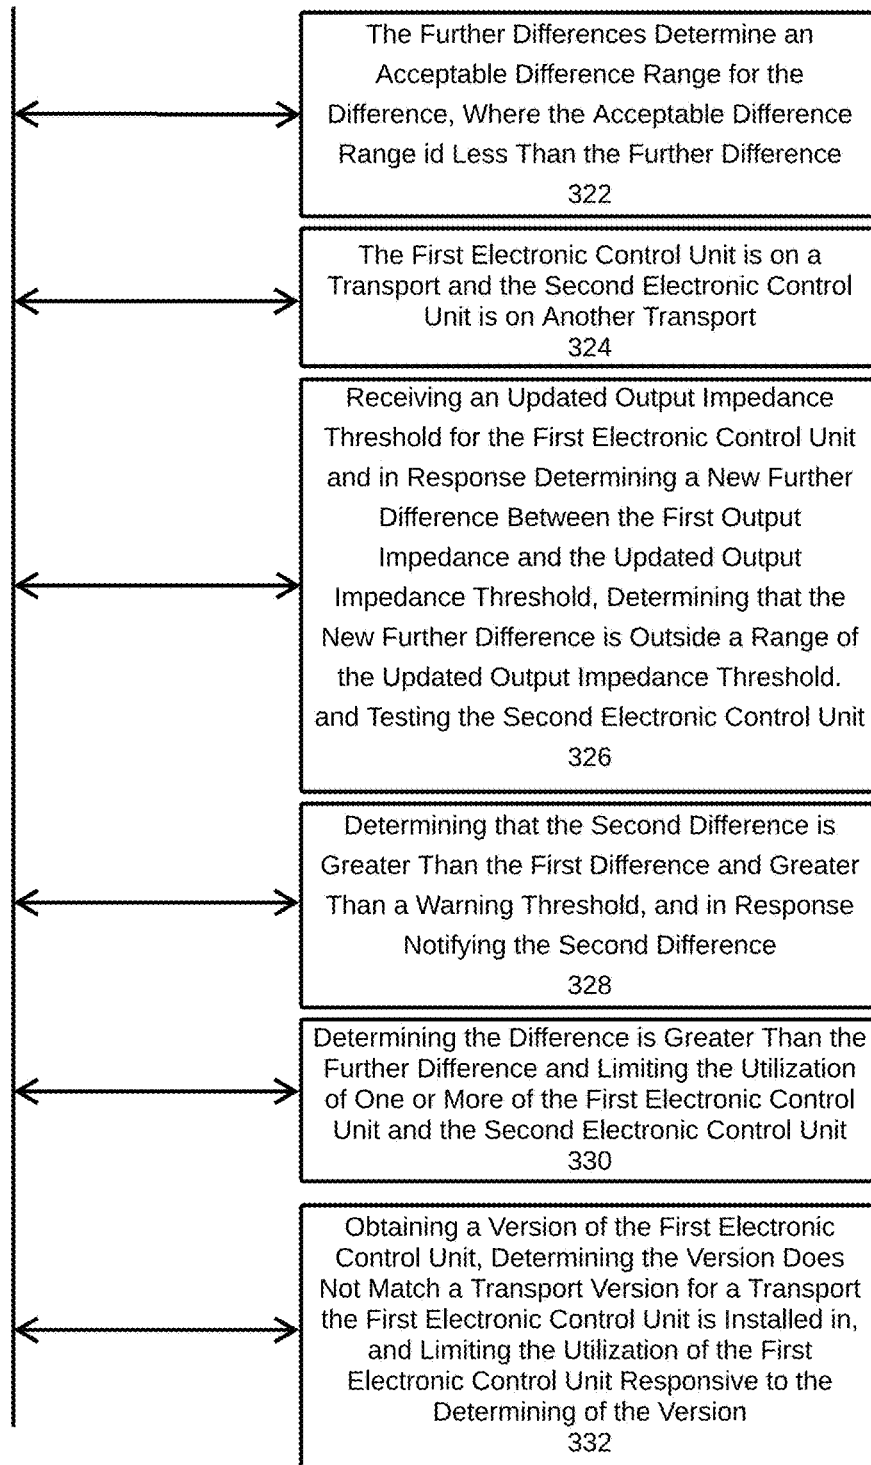 The Further Differences Determine an
Acceptable Difference Range for the
Difference, Where the Acceptable Difference
Range id Less Than the Further Difference
322
The First Electronic Control Unit is on a
Transport and the Second Electronic Control
Unit is on Another Transport
324
Receiving an Updated Output Impedance
Threshold for the First Electronic Control Unit
and in Response Determining a New Further
Difference Between the First Output
Impedance and the Updated Output
Impedance Threshold, Determining that the
New Further Difference is Outside a Range of
the Updated Output Impedance Threshold.
and Testing the Second Electronic Control Unit
326
Determining that the Second Difference is
Greater Than the First Difference and Greater
Than a Warning Threshold, and in Response
Notifying the Second Difference
328
Determining the Difference is Greater Than the
Further Difference and Limiting the Utilization
of One or More of the First Electronic Control
Unit and the Second Electronic Control Unit
330
Obtaining a Version of the First Electronic
Control Unit, Determining the Version Does
Not Match a Transport Version for a Transport
the First Electronic Control Unit is Installed in,
and Limiting the Utilization of the First
Electronic Control Unit Responsive to the
Determining of the Version
332